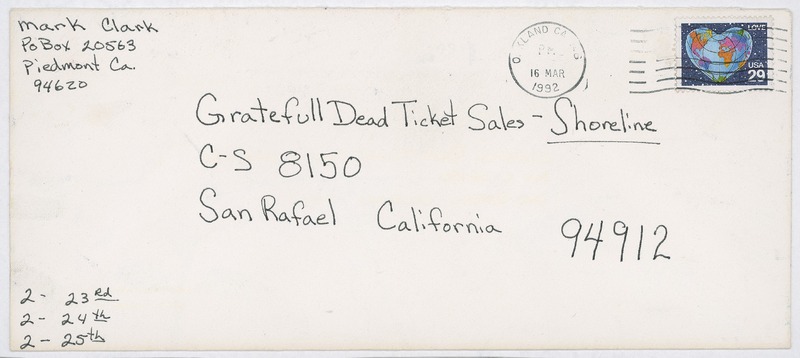 Mark Clark
PoBox 20563
Piedmont Ca.
94620
OAKLAND CA
PM
16 MAR
1992
LOVE
USA
29
Gratefull Dead Ticket Sales - Shoreline
C-S 8150
San Rafael California 94912
2- 23rd
2- 24th
2- 25th